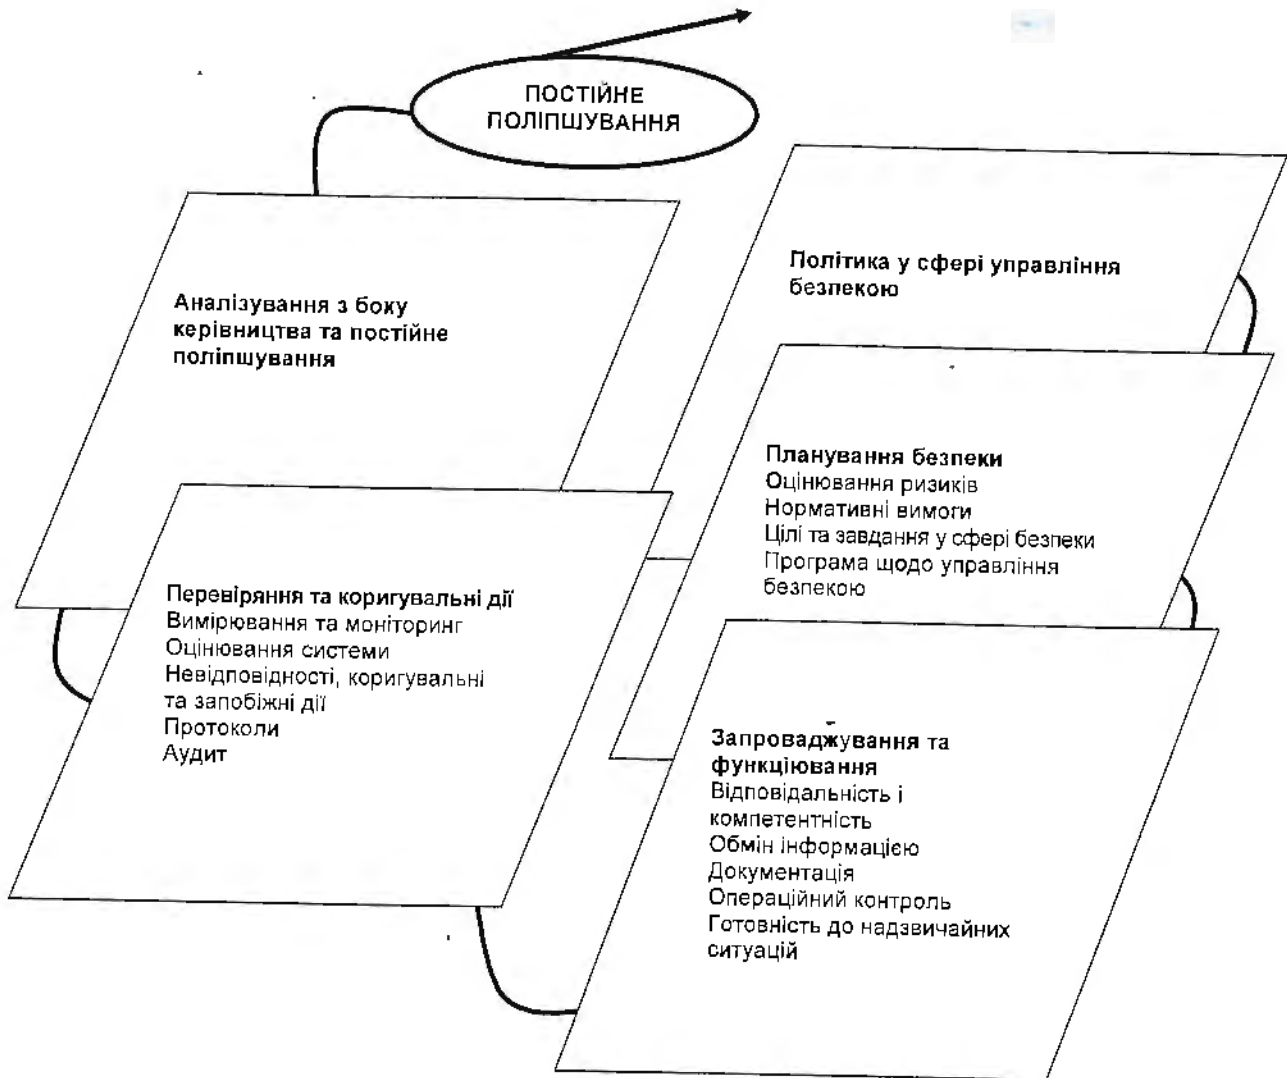 ПОСТІЙНЕ
ПОЛІПШУВАННЯ
Аналізування з боку
керівництва та постійне
поліпшування
Політика у сфері управління
безпекою
Планування безпеки
Оцінювання ризиків
Нормативні вимоги
Цілі та завдання у сфері безпеки
Програма щодо управління
безпекою
Перевіряння та коригувальні дії
Вимірювання та моніторинг
Оцінювання системи
Невідповідності, коригувальні
та запобіжні дії
Протоколи
Аудит
Запроваджування та
функціювання
Відповідальність і
компетентність
Обмін інформацією
Документація
Операційний контроль
Готовність до надзвичайних
ситуацій